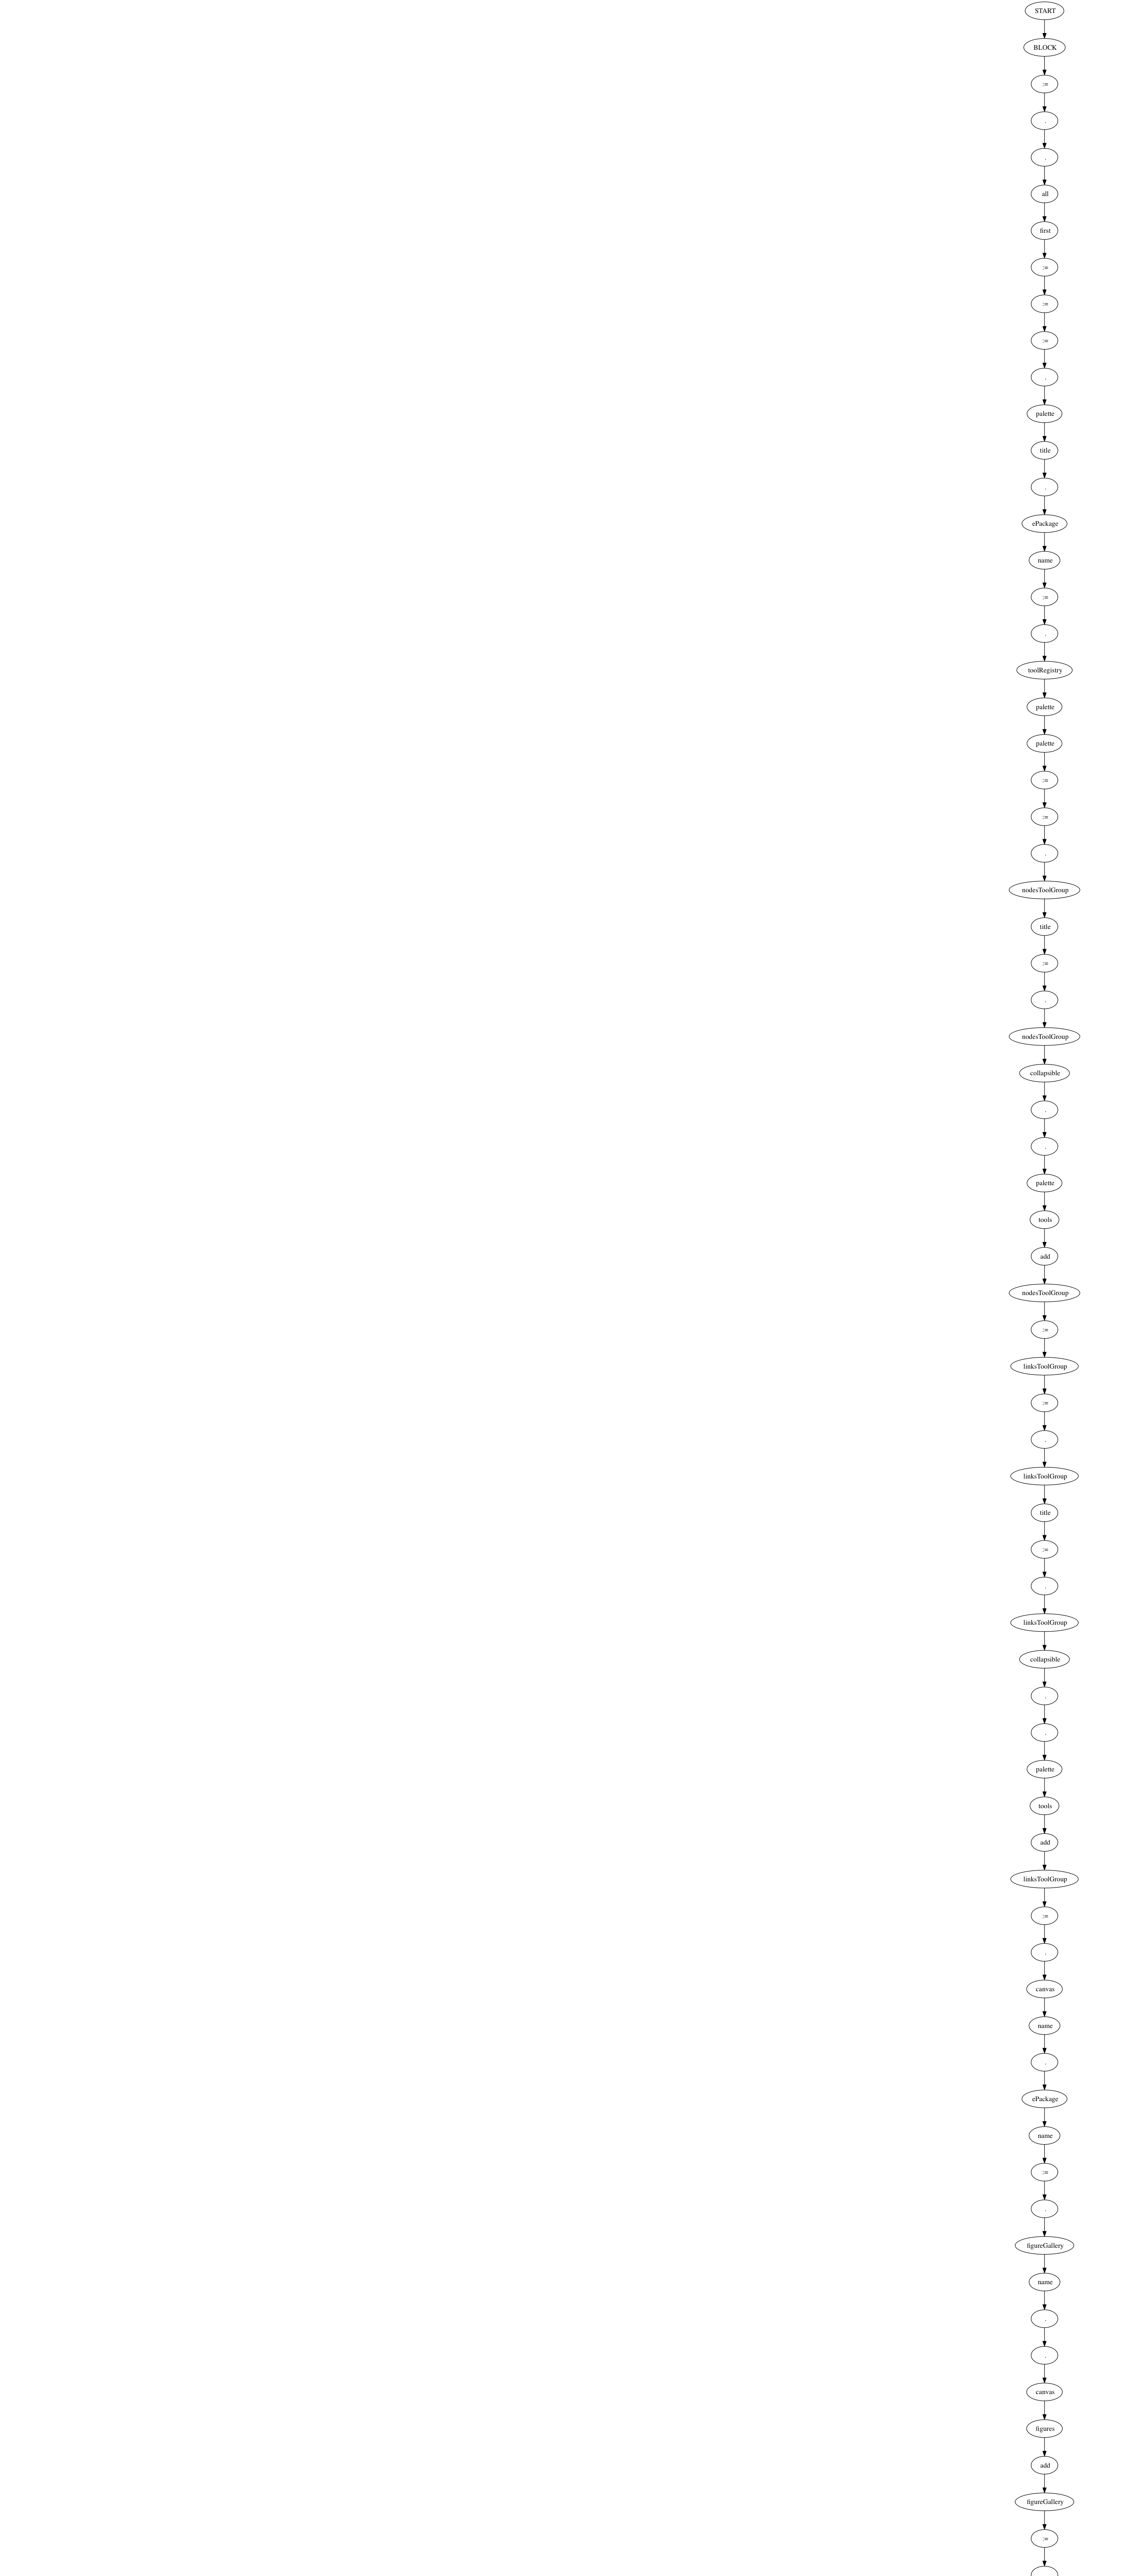 START
BLOCK
:=
.
.
all
first
:=
:=
:=
.
palette
title
.
ePackage
name
:=
.
toolRegistry
palette
palette
:=
:=
.
nodesToolGroup
title
:=
.
nodesToolGroup
collapsible
.
.
palette
tools
add
nodesToolGroup
:=
linksToolGroup
:=
.
linksToolGroup
title
:=
.
linksToolGroup
collapsible
.
.
palette
tools
add
linksToolGroup
:=
.
canvas
name
.
ePackage
name
:=
.
figureGallery
name
.
.
canvas
figures
add
figureGallery
:=